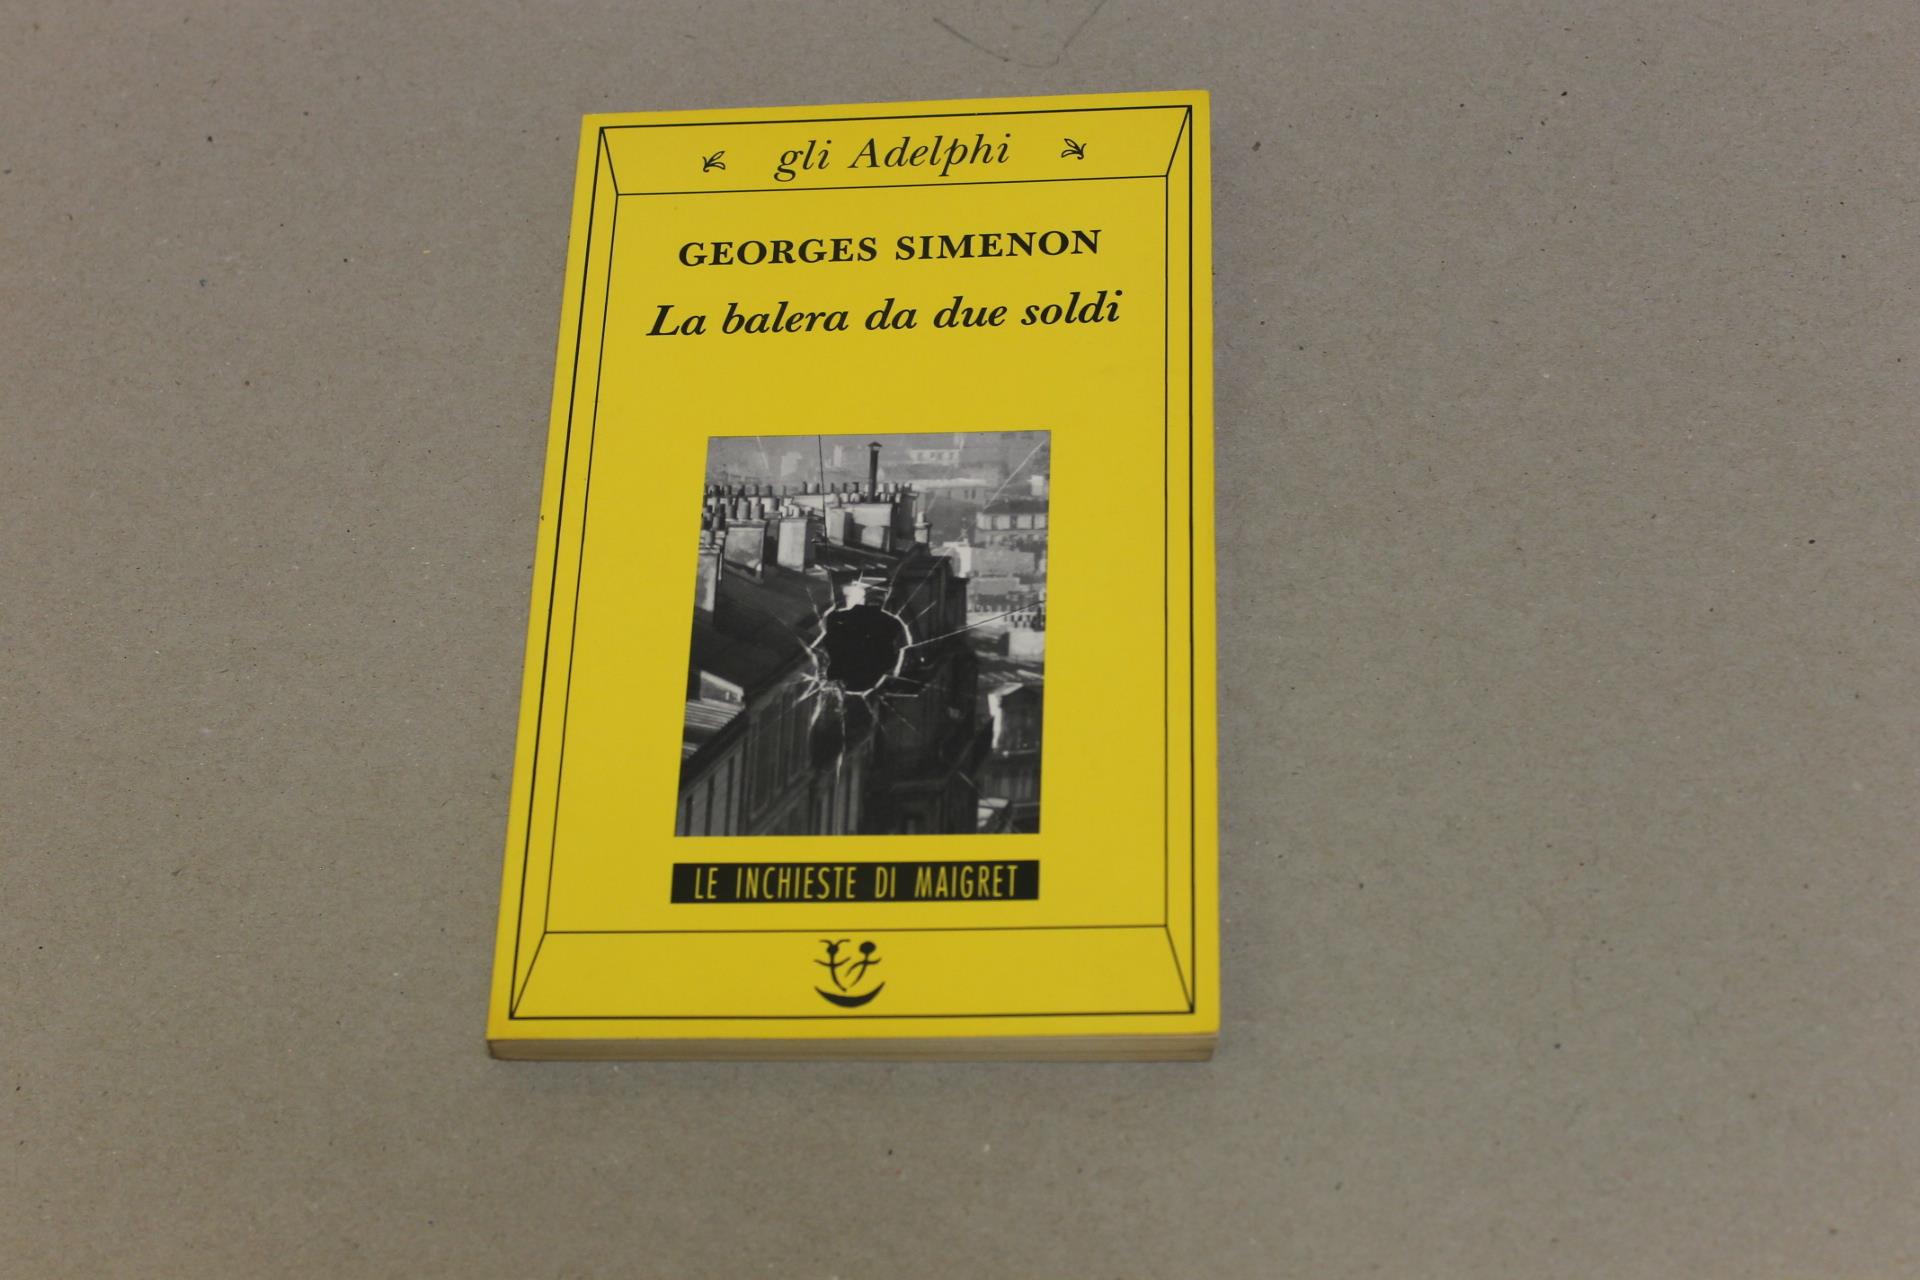 gli Adelphi
GEORGES SIMENON
La balera da due soldi
LE INCHIESTE DI MAIGRET